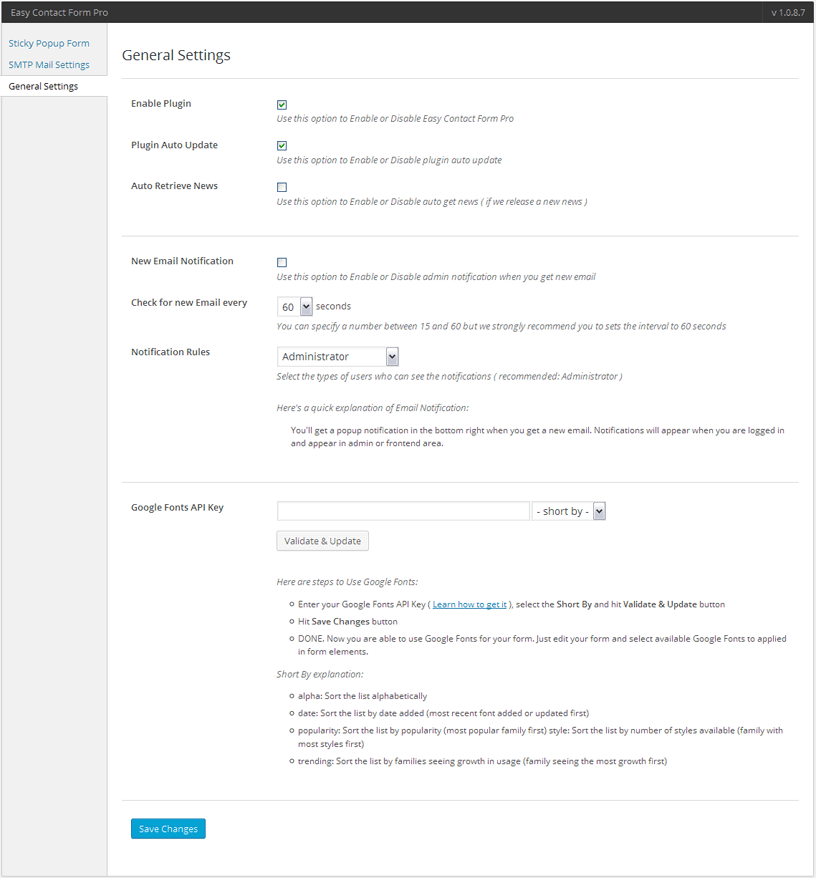 Easy Contact Form Pro
v 1.0.8.7
Sticky Popup Form
SMTP Mail Settings
General Settings
General Settings
Enable Plugin
Use this option to Enable or Disable Easy Contact Form Pro
Plugin Auto Update
Use this option to Enable or Disable plugin auto update
Auto Retrieve News
Use this option to Enable or Disable auto get news ( if we release a new news )
New Email Notification
Use this option to Enable or Disable admin notification when you get new email
Check for new Email every
60 seconds
You can specify a number between 15 and 60 but we strongly recommend you to sets the interval to 60 seconds
Notification Rules
Administrator
Select the types of users who can see the notifications ( recommended: Administrator )
Here's a quick explanation of Email Notification:
You'll get a popup notification in the bottom right when you get a new email. Notifications will appear when you are logged in
and appear in admin or frontend area.
Google Fonts API Key
- short by -
Validate & Update
Here are steps to Use Google Fonts:
Enter your Google Fonts API Key ( Learn how to get it ), select the Short By and hit Validate & Update button
Hit Save Changes button
DONE. Now you are able to use Google Fonts for your form. Just edit your form and select available Google Fonts to applied
in form elements.
Short By explanation:
alpha: Sort the list alphabetically
date: Sort the list by date added (most recent font added or updated first)
popularity: Sort the list by popularity (most popular family first) style: Sort the list by number of styles available (family with
most styles first)
trending: Sort the list by families seeing growth in usage (family seeing the most growth first)
Save Changes